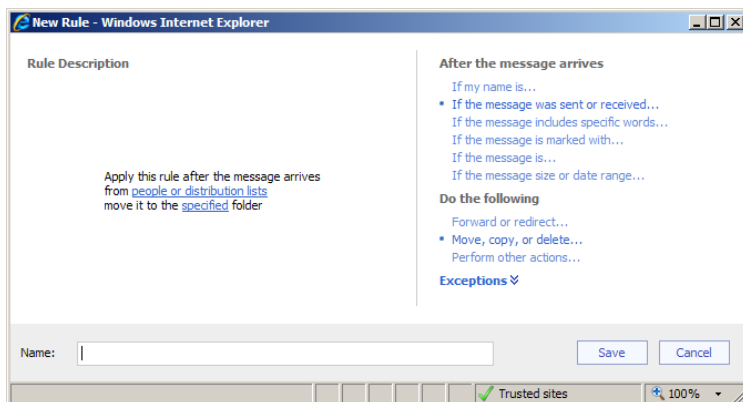 New Rule - Windows Internet Explorer
Rule Description
Apply this rule after the message arrives
from people or distribution lists
move it to the specified folder
After the message arrives
If my name is...
If the message was sent or received...
If the message includes specific words...
If the message is marked with...
If the message is...
If the message size or date range...
Do the following
Forward or redirect...
Move, copy, or delete...
Perform other actions...
Exceptions
Name:
Save
Cancel
Trusted sites
100%